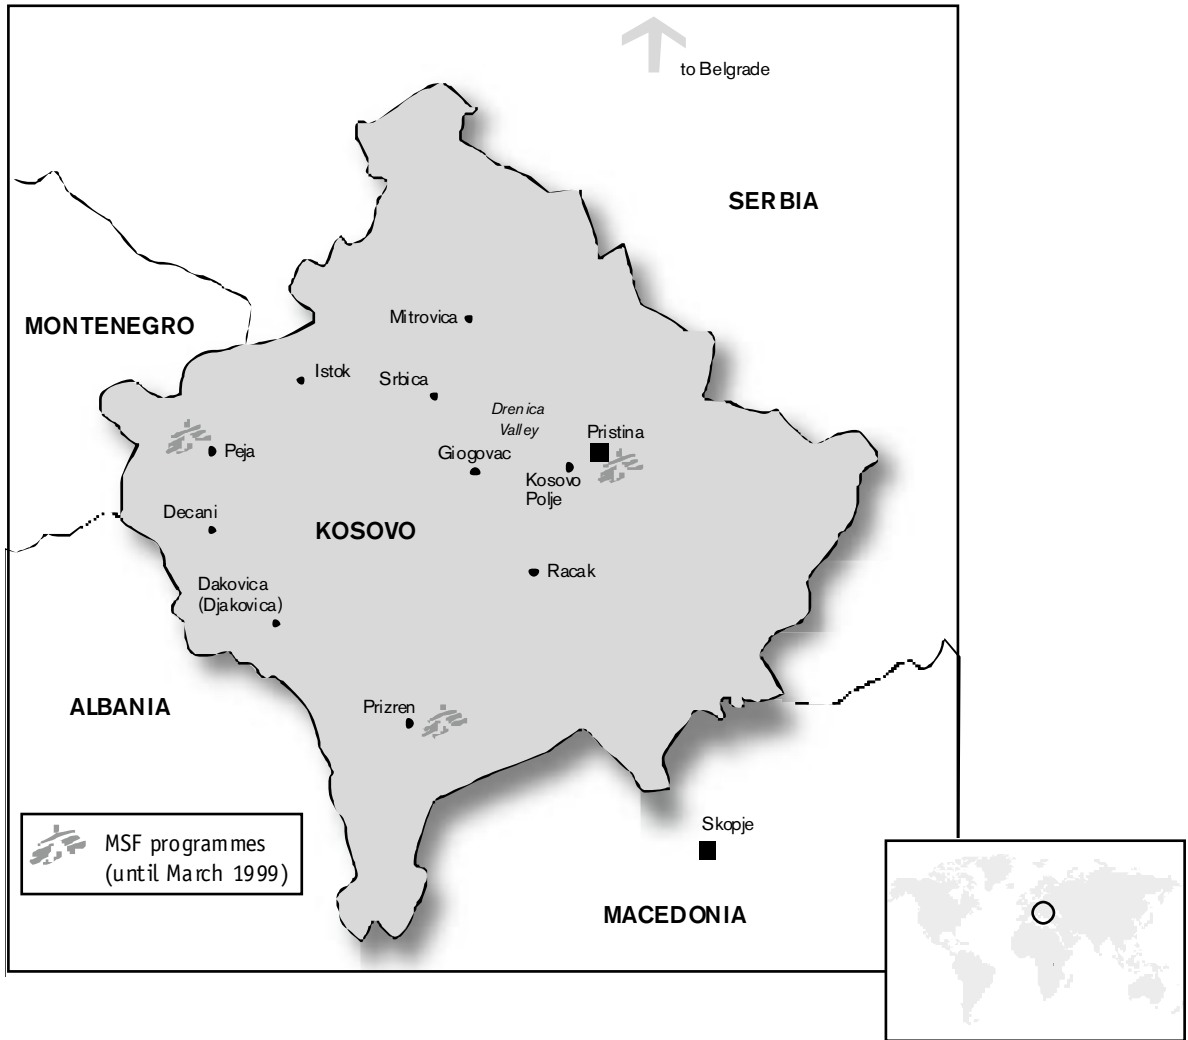 to Belgrade
SERBIA
MONTENEGRO
Mitrovica
Istok
Srbica
Drenica
Valley
Pristina
Peja
Giogovac
Kosovo
Polje
Decani
KOSOVO
Racak
Dakovica
(Djakovica)
ALBANIA
Prizren
MSF programmes
(until March 1999)
Skopje
MACEDONIA